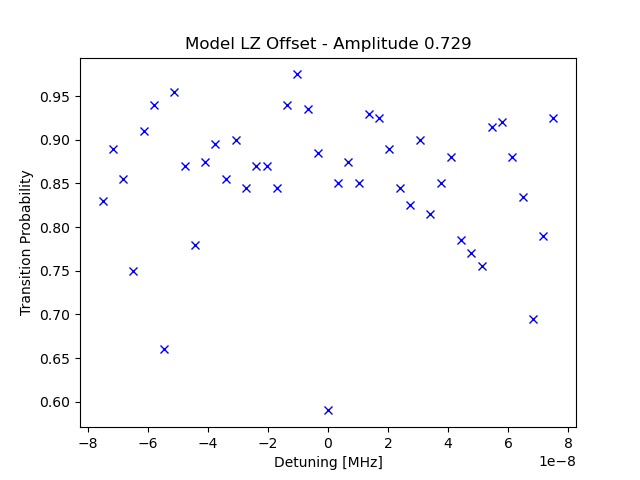 Model LZ Offset - Amplitude 0.729
0.95
0.90
0.85
0.80
0.75
0.70
0.65
0.60
Transition Probability
−8 −6 −4 −2 0 2 4 6 8
1e−8
Detuning [MHz]